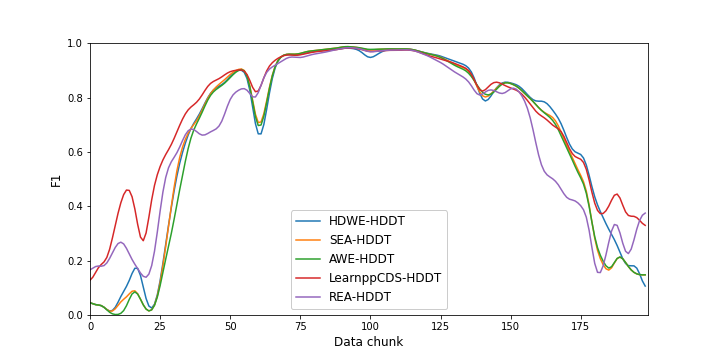 1.0
0.8
0.6
0.4
0.2
0.0
F1
HDWE-HDDT
SEA-HDDT
AWE-HDDT
LearnppCDS-HDDT
REA-HDDT
0 25 50 75 100 125 150 175
Data chunk